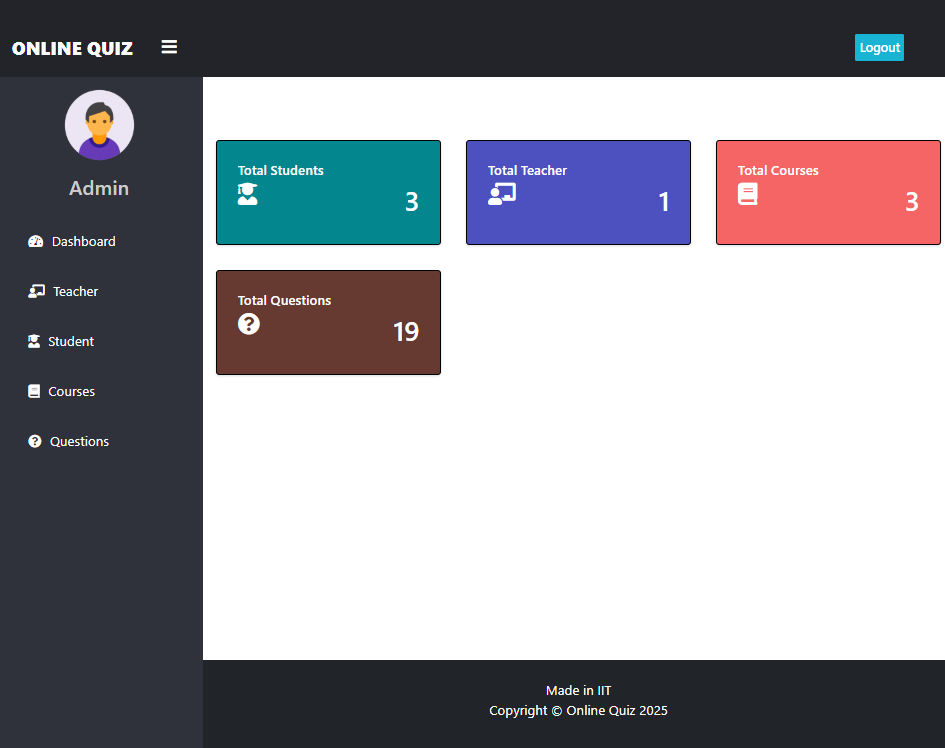 ONLINE QUIZ
Logout
Admin
Dashboard
Teacher
Student
Courses
Questions
Total Students
3
Total Teacher
1
Total Courses
3
Total Questions
19
Made in IIT
Copyright © Online Quiz 2025